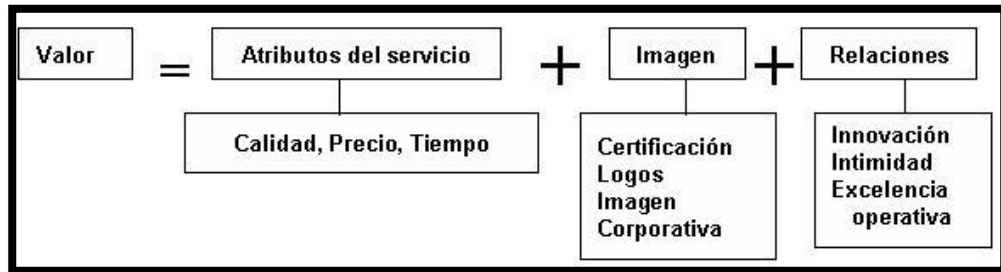 Valor = Atributos del servicio + Imagen + Relaciones
Calidad, Precio, Tiempo
Certificación
Logos
Imagen
Corporativa
Innovación
Intimidad
Excelencia
operativa